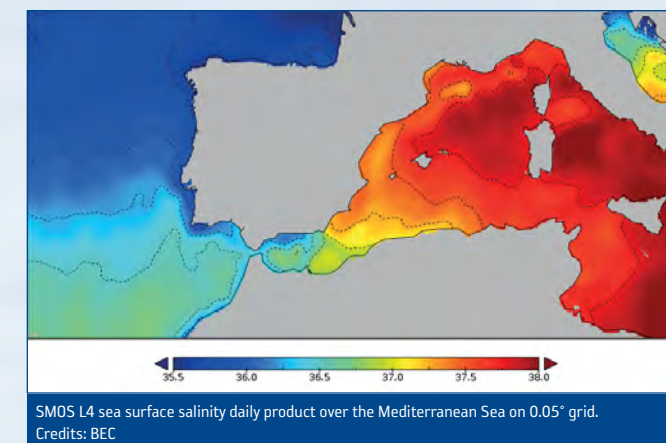 35.5 36.0 36.5 37.0 37.5 38.0
SMOS L4 sea surface salinity daily product over the Mediterranean Sea on 0.05° grid.
Credits: BEC